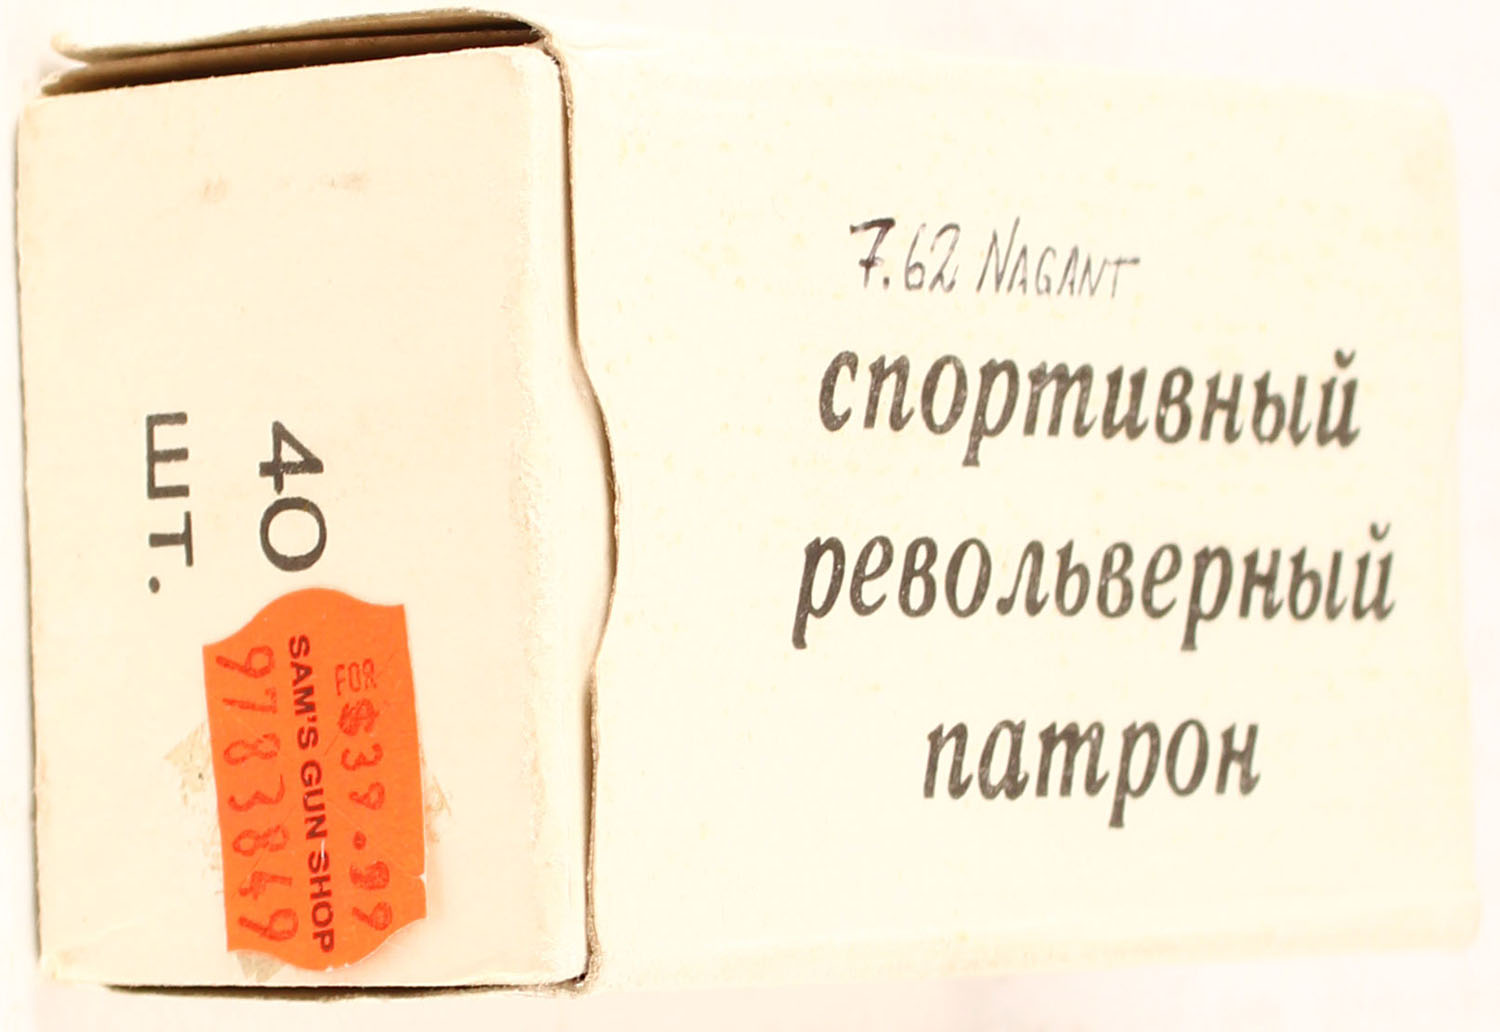 40
шт.
FOR
$39.99
SAM'S GUN SHOP
9783849
7.62 NAGANT
спортивный
револьверный
патрон